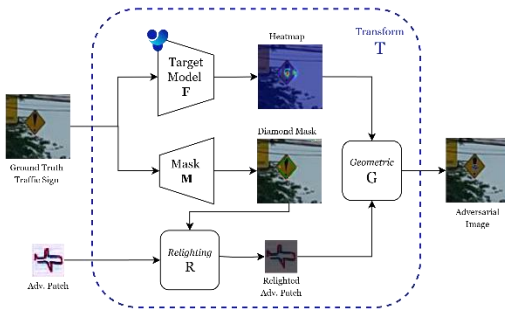 Heatmap
Transform
T
Target
Model
F
Diamond Mask
Ground Truth
Traffic Sign
Mask
M
Geometric
G
Adversarial
Image
Relighting
R
Adv. Patch
Relighted
Adv. Patch